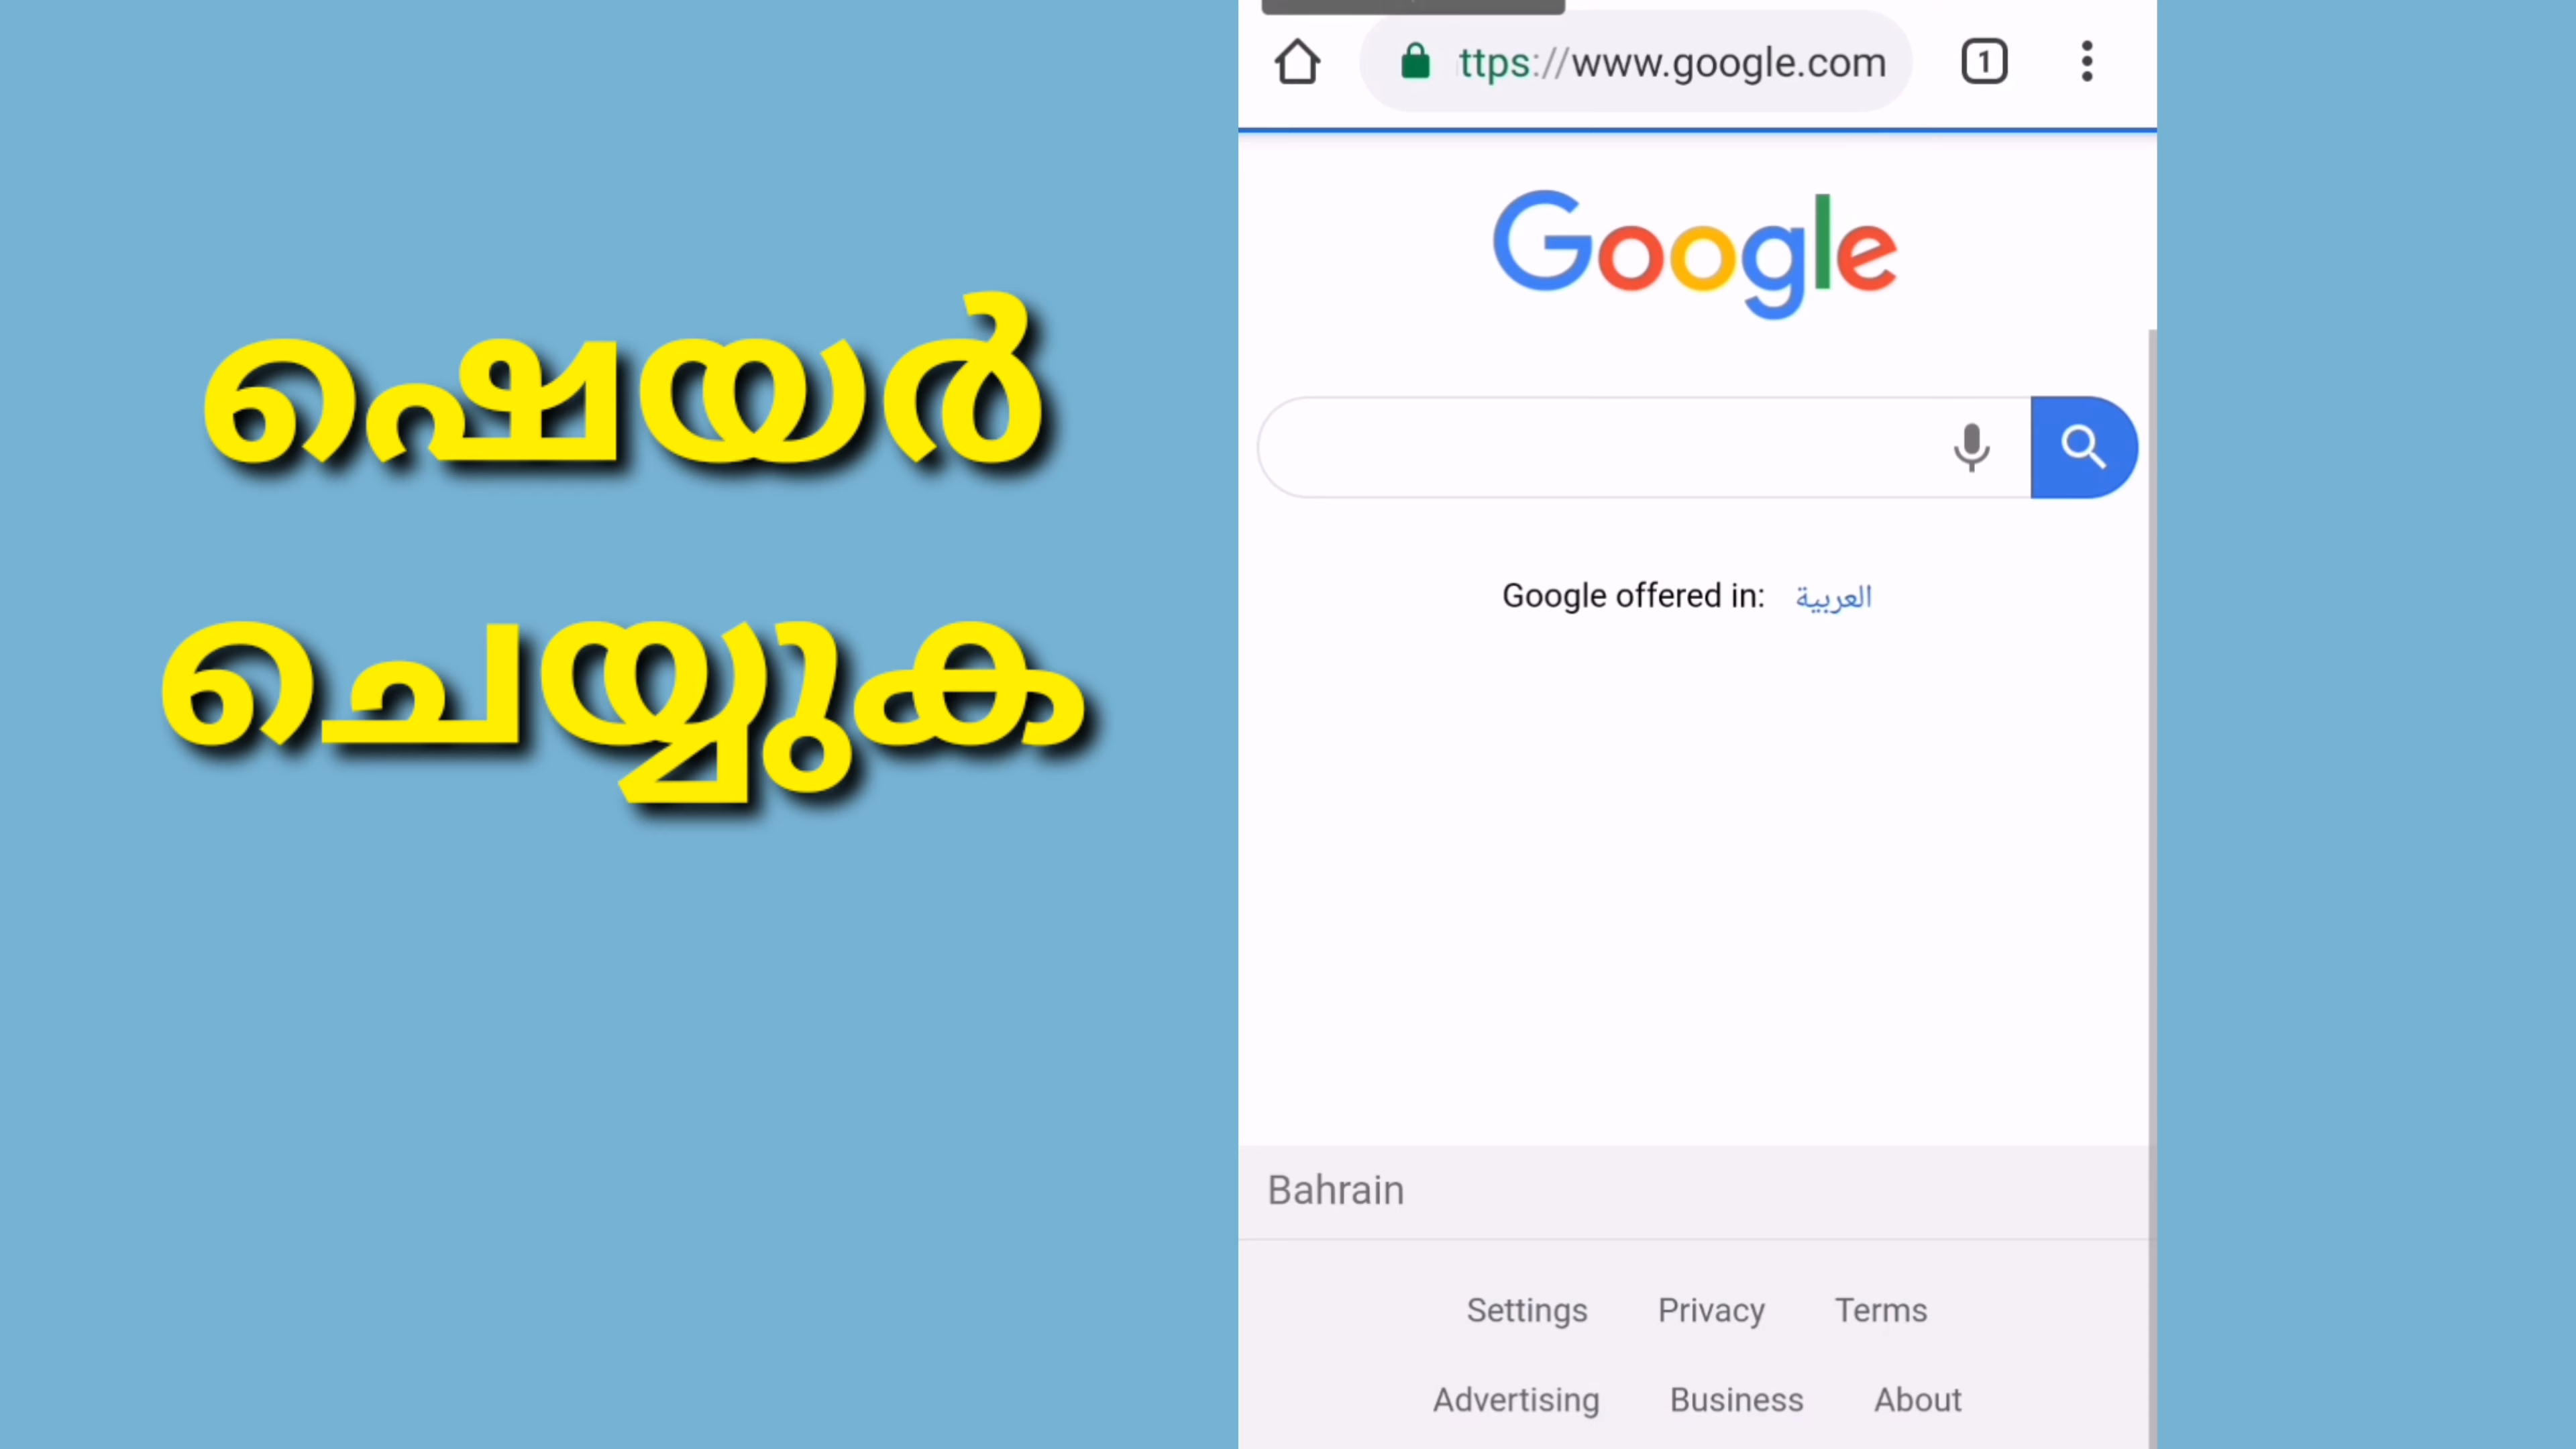 ഷെയർ
ചെയ്യുക
ttps://www.google.com
1
Google
Google offered in: العربية
Bahrain
Settings Privacy Terms
Advertising Business About